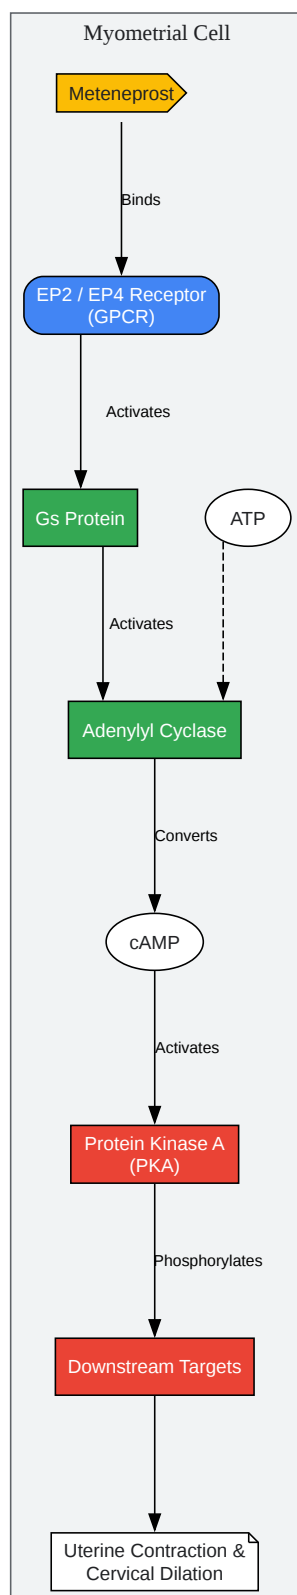 Myometrial Cell
Meteneprost
Binds
EP2 / EP4 Receptor
(GPCR)
Activates
Gs Protein
ATP
Activates
Adenylyl Cyclase
Converts
cAMP
Activates
Protein Kinase A
(PKA)
Phosphorylates
Downstream Targets
Uterine Contraction &
Cervical Dilation